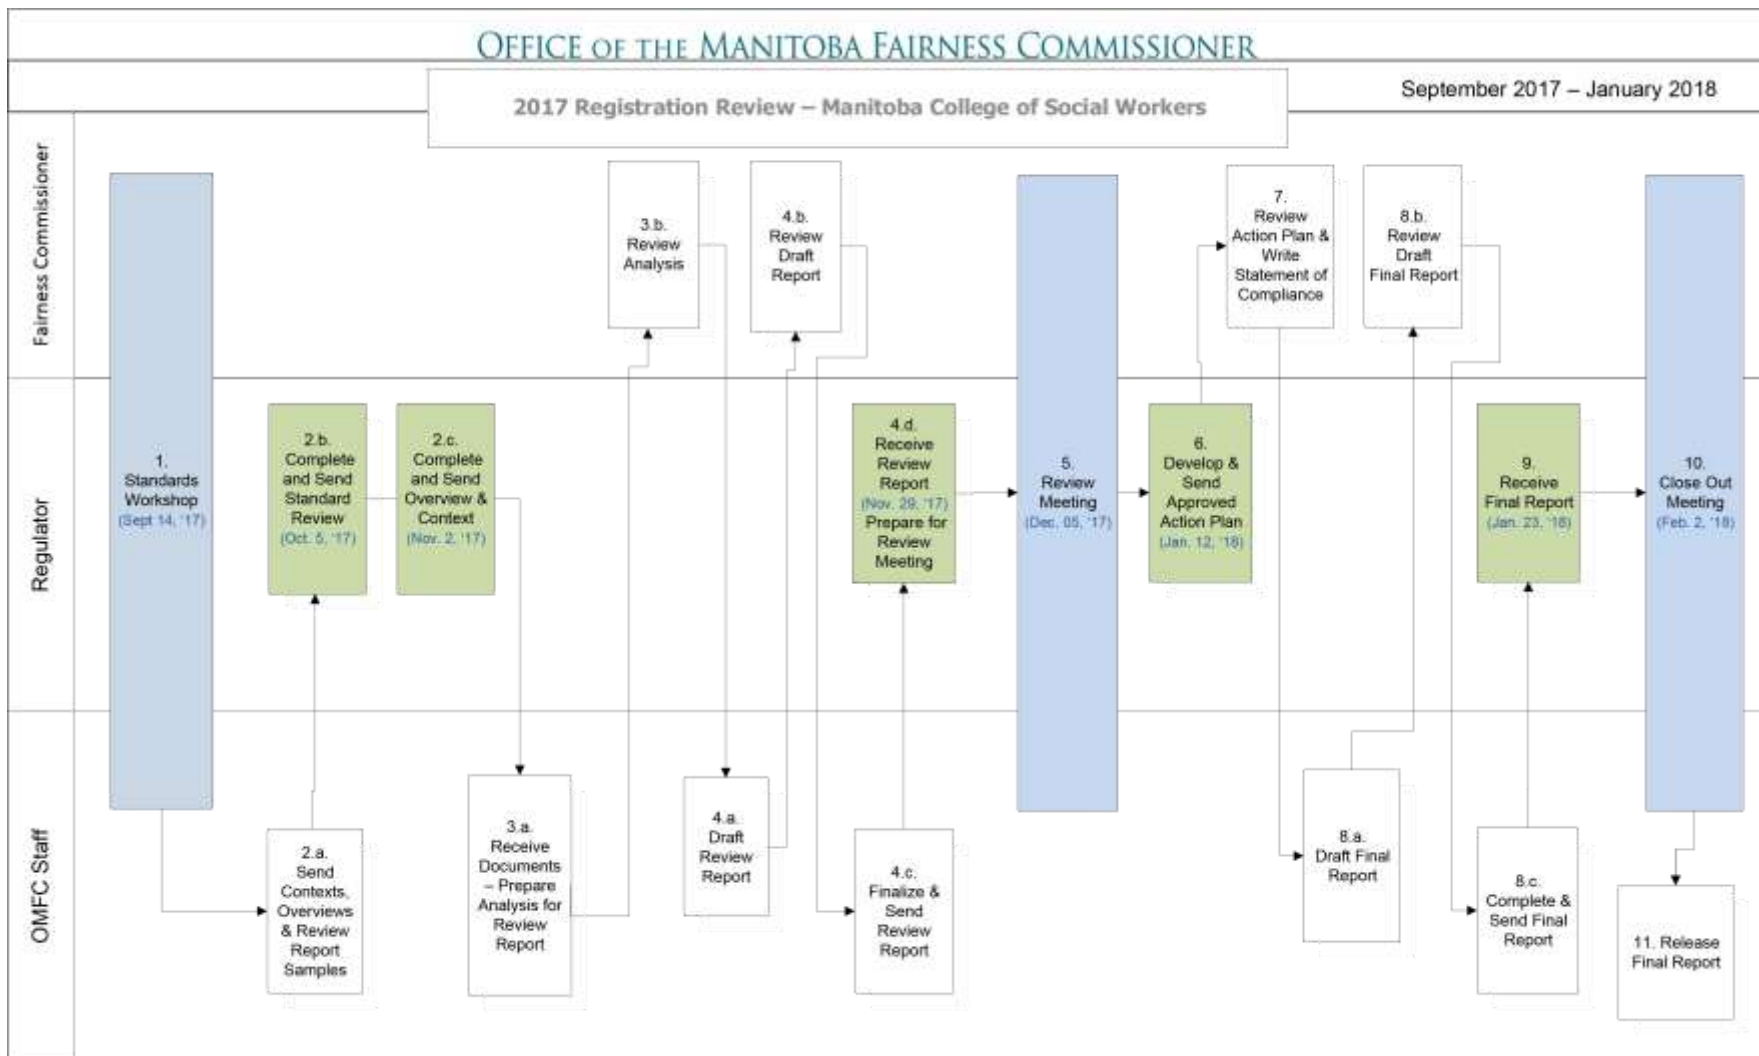 OFFICE OF THE MANITOBA FAIRNESS COMMISSIONER
September 2017 – January 2018
2017 Registration Review – Manitoba College of Social Workers
Fairness Commissioner
Regulator
OMFC Staff
1.
Standards
Workshop
(Sept 14, '17)
2.a.
Send
Contexts,
Overviews
& Review
Report
Samples
2.b.
Complete
and Send
Standard
Review
(Oct. 5, '17)
2.c.
Complete
and Send
Overview &
Context
(Nov. 2, '17)
3.a.
Receive
Documents
– Prepare
Analysis for
Review
Report
3.b.
Review
Analysis
4.a.
Draft
Review
Report
4.b.
Review
Draft
Report
4.c.
Finalize &
Send
Review
Report
4.d.
Receive
Review
Report
(Nov. 29, '17)
Prepare for
Review
Meeting
5.
Review
Meeting
(Dec. 05, '17)
6.
Develop &
Send
Approved
Action Plan
(Jan. 12, '18)
7.
Review
Action Plan &
Write
Statement of
Compliance
8.a.
Draft Final
Report
8.b.
Review
Draft
Final Report
8.c.
Complete &
Send Final
Report
9.
Receive
Final Report
(Jan. 23, '18)
10.
Close Out
Meeting
(Feb. 2, '18)
11. Release
Final Report